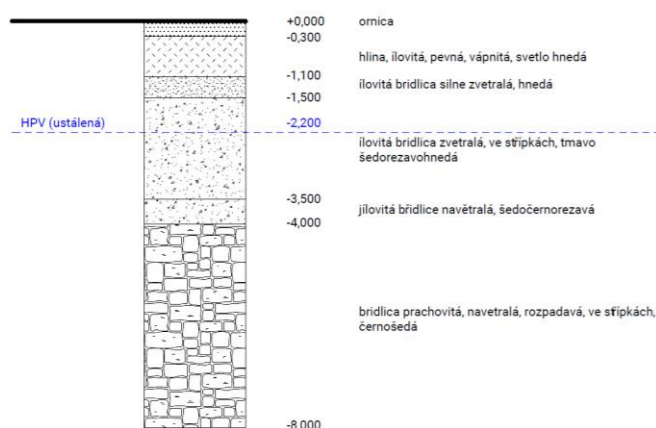 +0,000 ornica
-0,300
hlina, ílovitá, pevná, vápnitá, svetlo hnedá
-1,100
ílovitá bridlica silne zvetralá, hnedá
-1,500
HPV (ustálená) -2,200
ílovitá bridlica zvetralá, ve střípkách, tmavo
šedorezavohnedá
-3,500
jílovitá břidlice navětralá, šedočernorezavá
-4,000
bridlica prachovitá, navetralá, rozpadavá, ve střípkách,
černošedá
-8,000